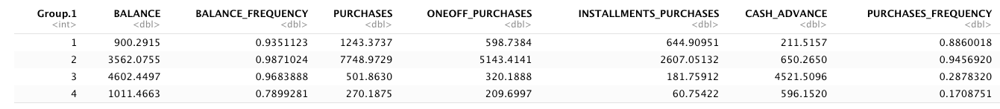 Group.1 BALANCE BALANCE_FREQUENCY PURCHASES ONEOFF_PURCHASES INSTALLMENTS_PURCHASES CASH_ADVANCE PURCHASES_FREQUENCY
<int> <dbl> <dbl> <dbl> <dbl> <dbl> <dbl> <dbl>
1 900.2915 0.9351123 1243.3737 598.7384 644.90951 211.5157 0.8860018
2 3562.0755 0.9871024 7748.9729 5143.4141 2607.05132 650.2650 0.9456920
3 4602.4497 0.9683888 501.8630 320.1888 181.75912 4521.5096 0.2878320
4 1011.4663 0.7899281 270.1875 209.6997 60.75422 596.1520 0.1708751